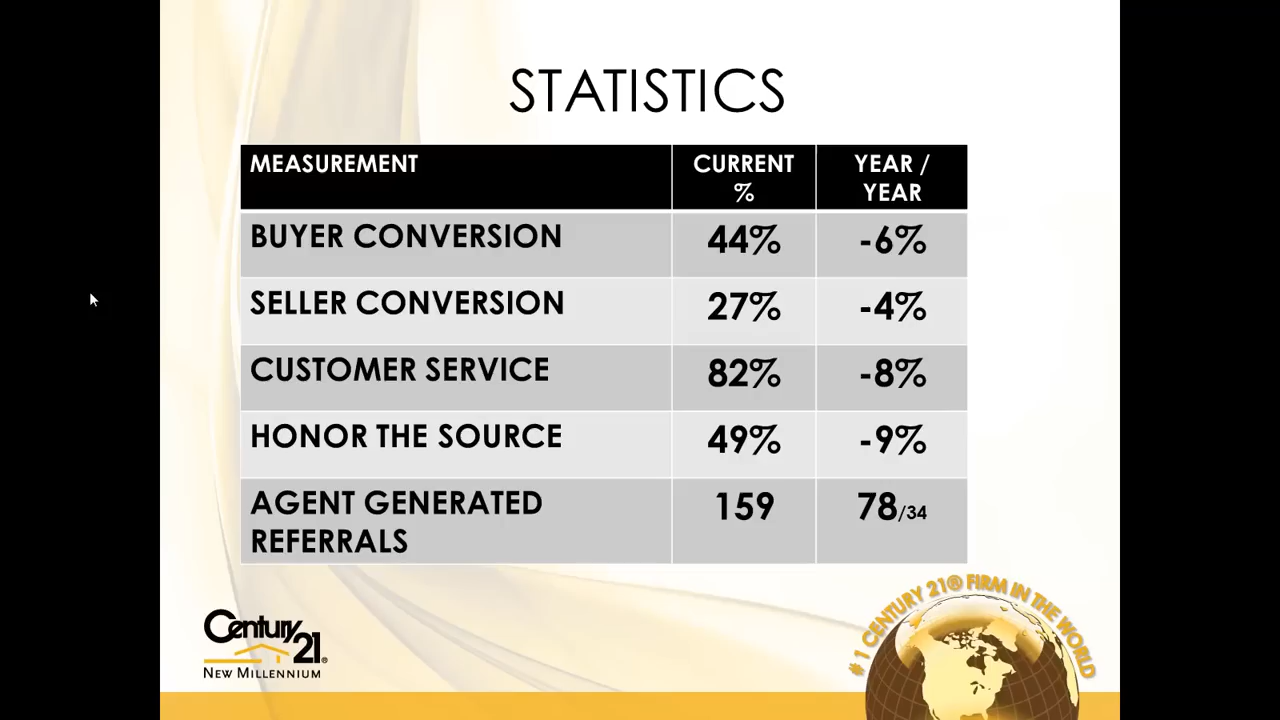 STATISTICS
MEASUREMENT CURRENT % YEAR / YEAR
BUYER CONVERSION 44% -6%
SELLER CONVERSION 27% -4%
CUSTOMER SERVICE 82% -8%
HONOR THE SOURCE 49% -9%
AGENT GENERATED REFERRALS 159 78/34
Century 21®
NEW MILLENNIUM
# 1 CENTURY 21® FIRM IN THE WORLD